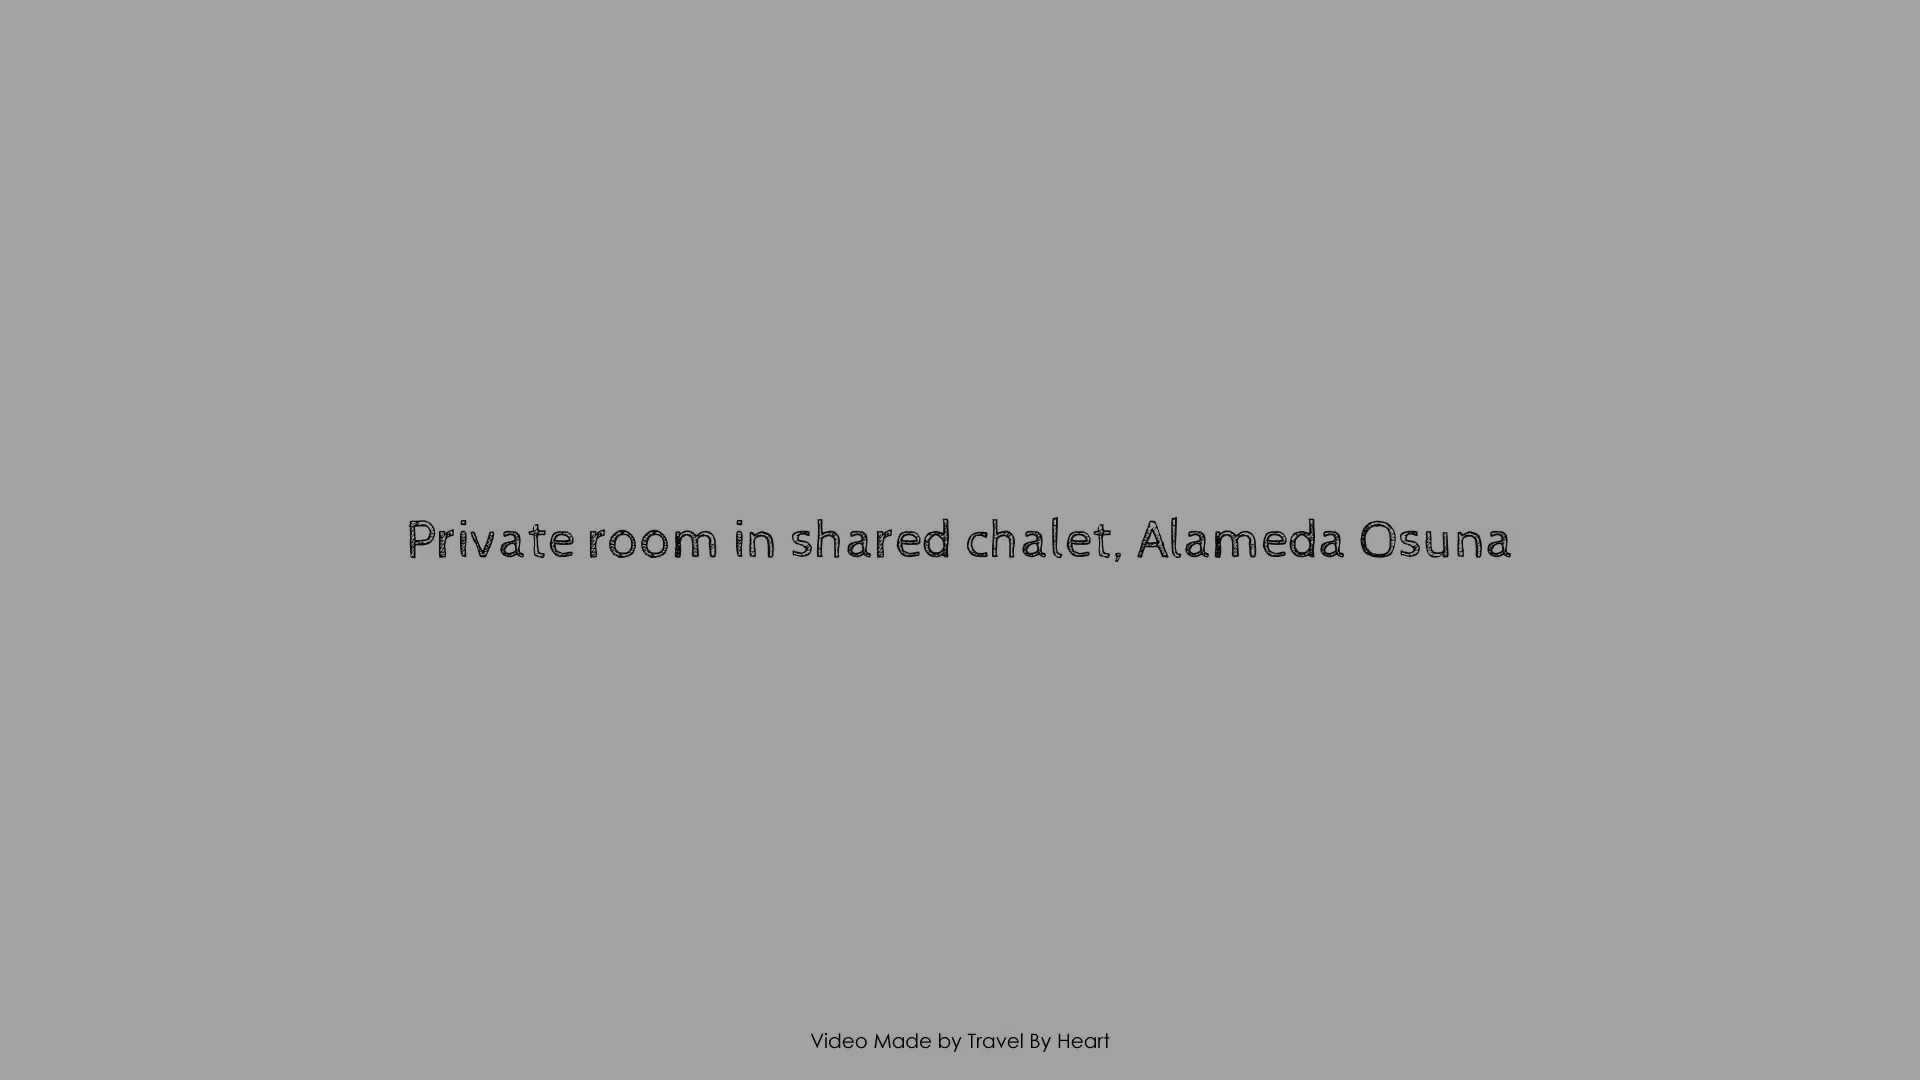 Private room in shared chalet, Alameda Osuna
Video Made by Travel By Heart